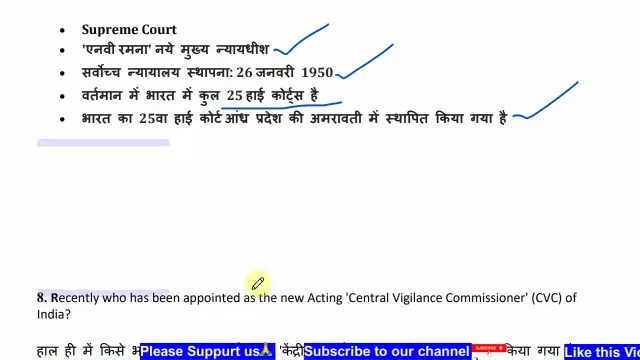 Supreme Court
'एनवी रमना' नये मुख्य न्यायधीश
सर्वोच्च न्यायालय स्थापना: 26 जनवरी 1950
वर्तमान में भारत में कुल 25 हाई कोर्ट्स है
भारत का 25वा हाई कोर्ट आंध्र प्रदेश की अमरावती में स्थापित किया गया है
8. Recently who has been appointed as the new Acting 'Central Vigilance Commissioner' (CVC) of
India?
हाल ही में किसे 'केंद्रीय किया गया
Please Suppurt us Subscribe to our channel SUBSCRIBE Like this Vid